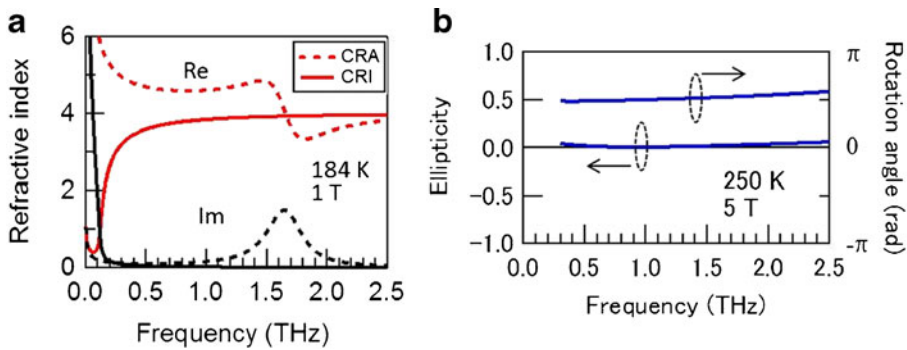 a
6
4
2
0
Refractive index
Re
Im
CRA
CRI
184 K
1 T
0.0 0.5 1.0 1.5 2.0 2.5
Frequency (THz)
b
1.0
0.5
0.0
-0.5
-1.0
Ellipticity
250 K
5 T
π
0
-π
Rotation angle (rad)
0.0 0.5 1.0 1.5 2.0 2.5
Frequency (THz)